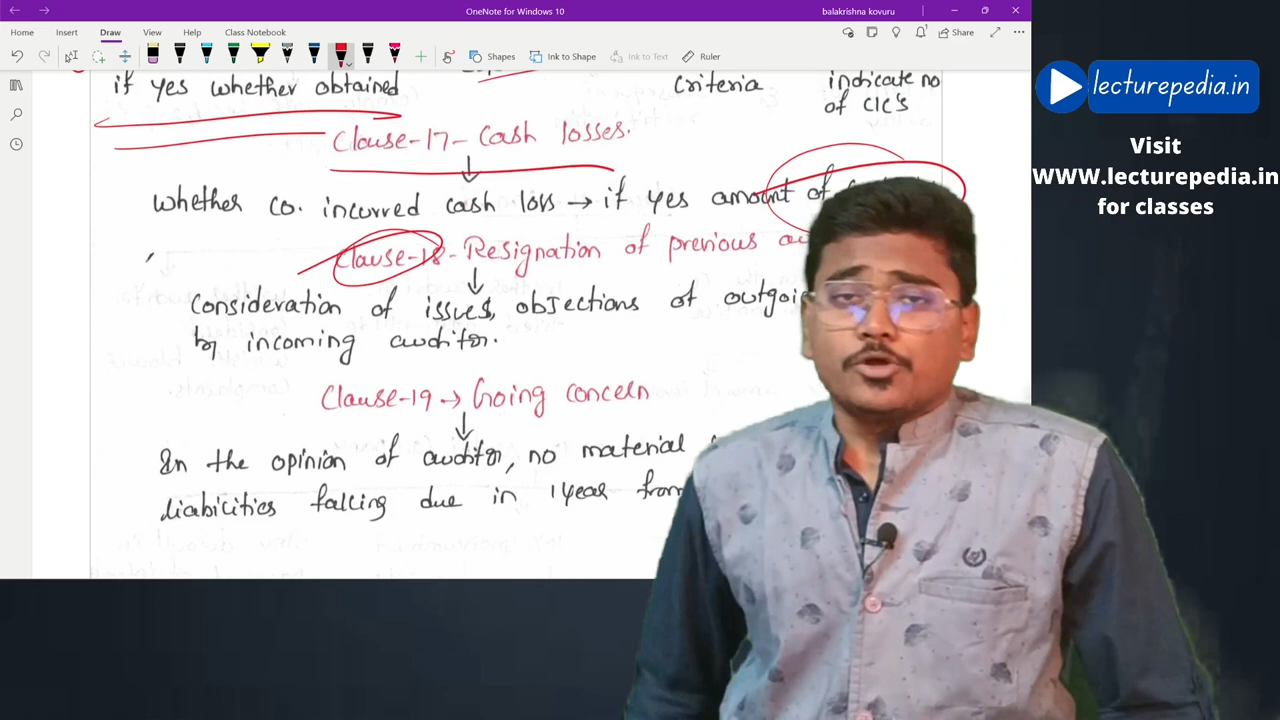 OneNote for Windows 10
balakrishna kovuru
Home Insert Draw View Help Class Notebook
Share
Shapes Ink to Shape Ink to Text Ruler
if yes whether obtained
criteria
indicate no
of CIC's
Clause-17- Cash losses.
Whether co. incurred cash loss → if yes amount of
Clause-18- Resignation of previous
Consideration of issues, objections of
by incoming auditor.
Clause-19 → Going concern
In the opinion of auditor, no material
liabilities falling due in 1 year from
lecturepedia.in
Visit
WWW.lecturepedia.in
for classes